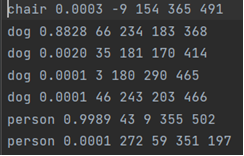 chair 0.0003 -9 154 365 491
dog 0.8828 66 234 183 368
dog 0.0020 35 181 170 414
dog 0.0001 3 180 290 465
dog 0.0001 46 243 203 466
person 0.9989 43 9 355 502
person 0.0001 272 59 351 197